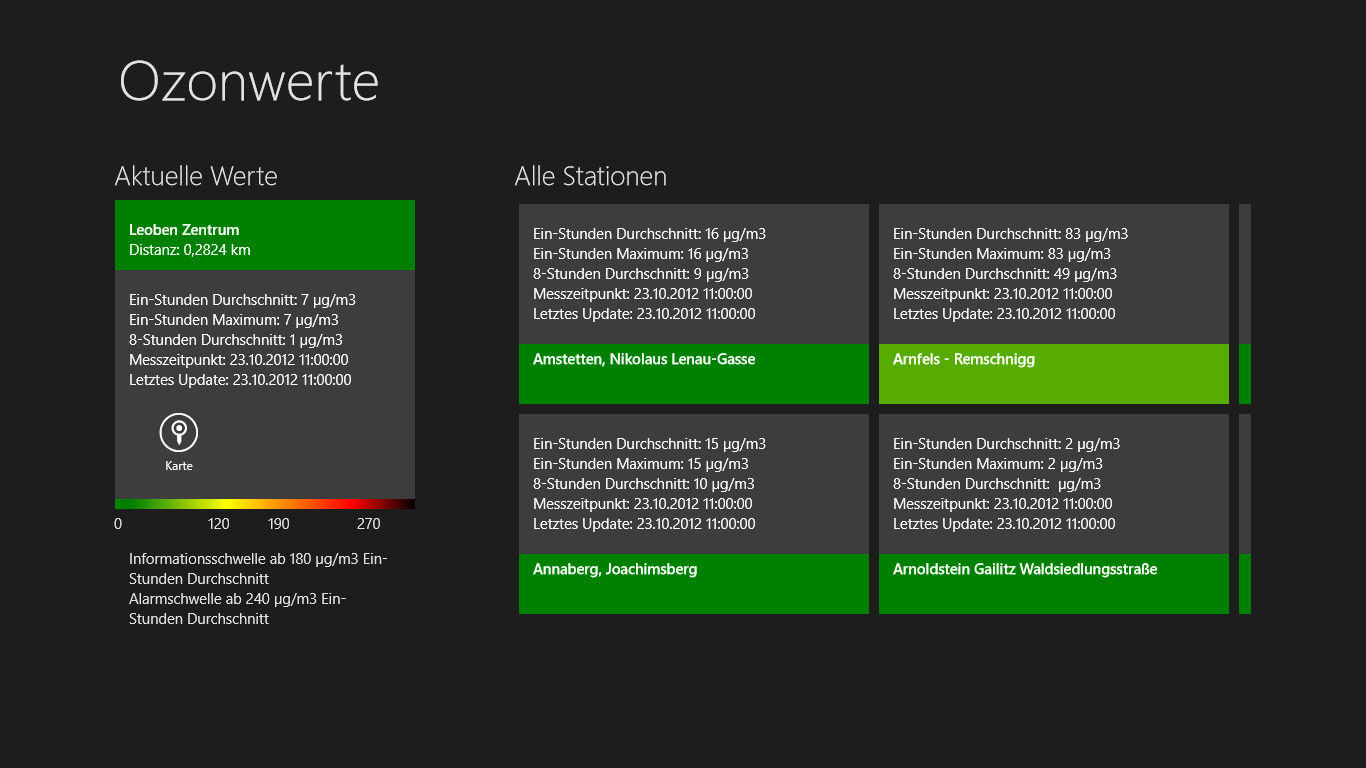 Ozonwerte
Aktuelle Werte
Leoben Zentrum
Distanz: 0,2824 km
Ein-Stunden Durchschnitt: 7 µg/m3
Ein-Stunden Maximum: 7 µg/m3
8-Stunden Durchschnitt: 1 µg/m3
Messzeitpunkt: 23.10.2012 11:00:00
Letztes Update: 23.10.2012 11:00:00
Karte
0 120 190 270
Informationsschwelle ab 180 µg/m3 Ein-
Stunden Durchschnitt
Alarmschwelle ab 240 µg/m3 Ein-
Stunden Durchschnitt
Alle Stationen
Ein-Stunden Durchschnitt: 16 µg/m3
Ein-Stunden Maximum: 16 µg/m3
8-Stunden Durchschnitt: 9 µg/m3
Messzeitpunkt: 23.10.2012 11:00:00
Letztes Update: 23.10.2012 11:00:00
Amstetten, Nikolaus Lenau-Gasse
Ein-Stunden Durchschnitt: 15 µg/m3
Ein-Stunden Maximum: 15 µg/m3
8-Stunden Durchschnitt: 10 µg/m3
Messzeitpunkt: 23.10.2012 11:00:00
Letztes Update: 23.10.2012 11:00:00
Annaberg, Joachimsberg
Ein-Stunden Durchschnitt: 83 µg/m3
Ein-Stunden Maximum: 83 µg/m3
8-Stunden Durchschnitt: 49 µg/m3
Messzeitpunkt: 23.10.2012 11:00:00
Letztes Update: 23.10.2012 11:00:00
Arnfels - Remschnigg
Ein-Stunden Durchschnitt: 2 µg/m3
Ein-Stunden Maximum: 2 µg/m3
8-Stunden Durchschnitt:  µg/m3
Messzeitpunkt: 23.10.2012 11:00:00
Letztes Update: 23.10.2012 11:00:00
Arnoldstein Gailitz Waldsiedlungsstraße